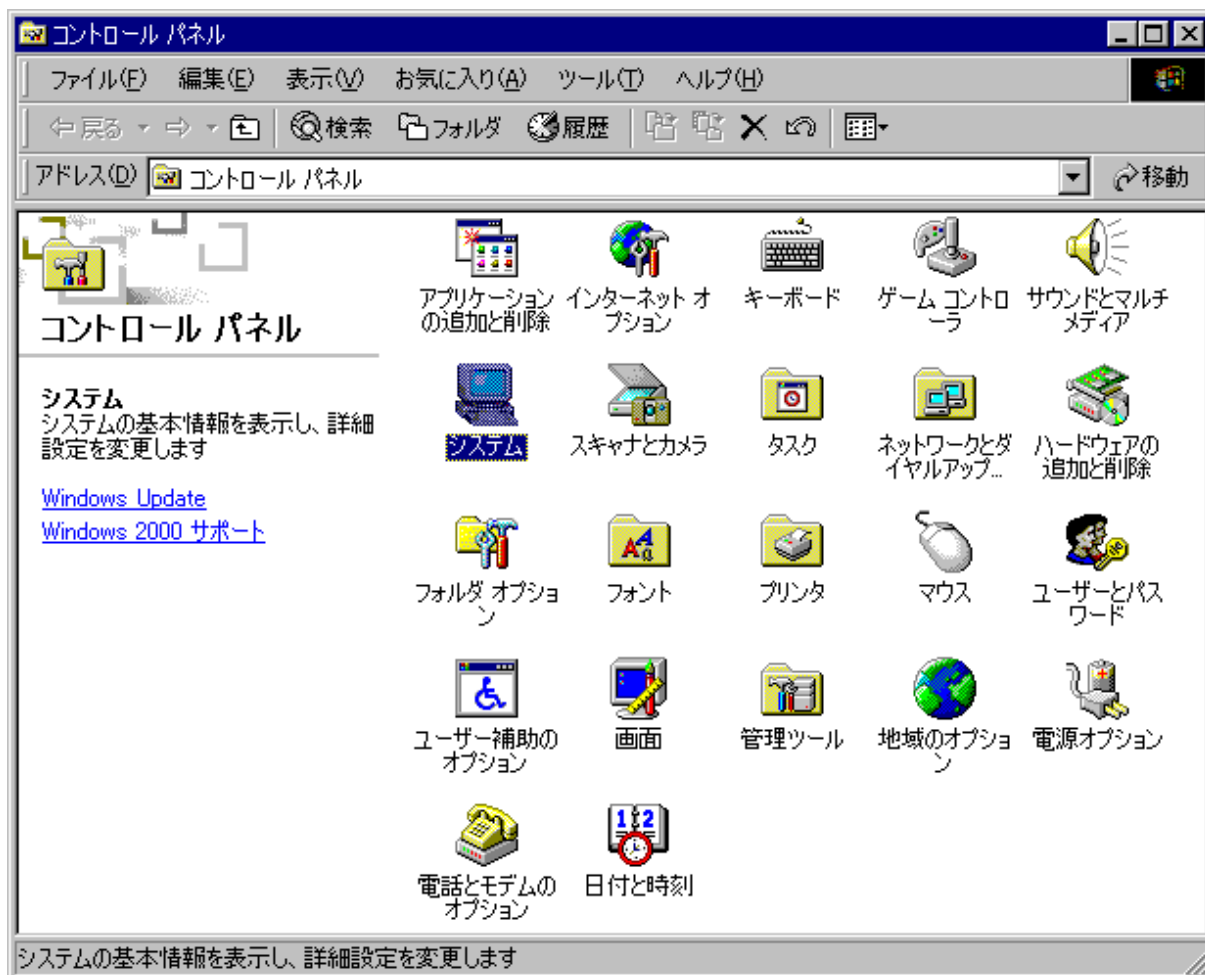 コントロール パネル
ファイル(F) 編集(E) 表示(V) お気に入り(A) ツール(T) ヘルプ(H)
戻る 検索 フォルダ 履歴
アドレス(D) コントロール パネル 移動
コントロール パネル
システム
システムの基本情報を表示し、詳細
設定を変更します
Windows Update
Windows 2000 サポート
アプリケーション
の追加と削除
インターネット オ
プション
キーボード
ゲーム コントロ
ーラ
サウンドとマルチ
メディア
システム
スキャナとカメラ
タスク
ネットワークとダ
イヤルアップ...
ハードウェアの
追加と削除
フォルダ オプショ
ン
フォント
プリンタ
マウス
ユーザーとパス
ワード
ユーザー補助の
オプション
画面
管理ツール
地域のオプショ
ン
電源オプション
電話とモデムの
オプション
日付と時刻
システムの基本情報を表示し、詳細設定を変更します